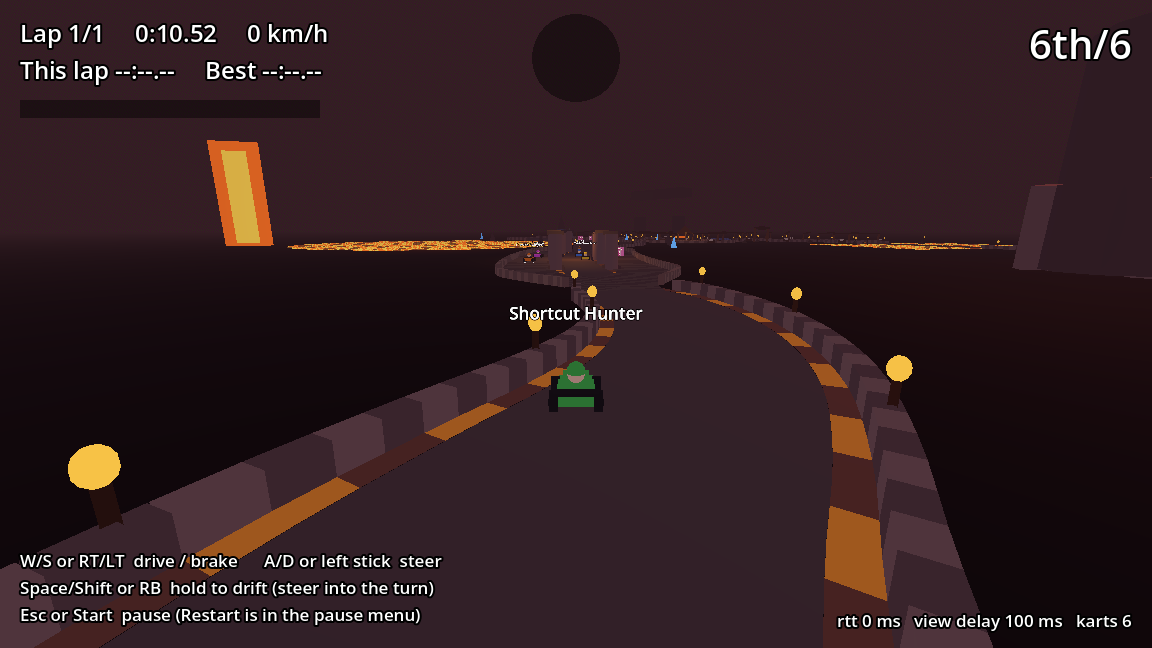 Lap 1/1 0:10.52 0 km/h
6th/6
This lap --:--.-- Best --:--.--
Shortcut Hunter
W/S or RT/LT drive / brake A/D or left stick steer
Space/Shift or RB hold to drift (steer into the turn)
Esc or Start pause (Restart is in the pause menu)
rtt 0 ms view delay 100 ms karts 6